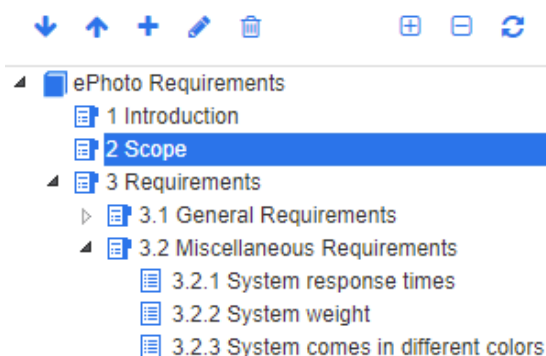 ePhoto Requirements
1 Introduction
2 Scope
3 Requirements
3.1 General Requirements
3.2 Miscellaneous Requirements
3.2.1 System response times
3.2.2 System weight
3.2.3 System comes in different colors